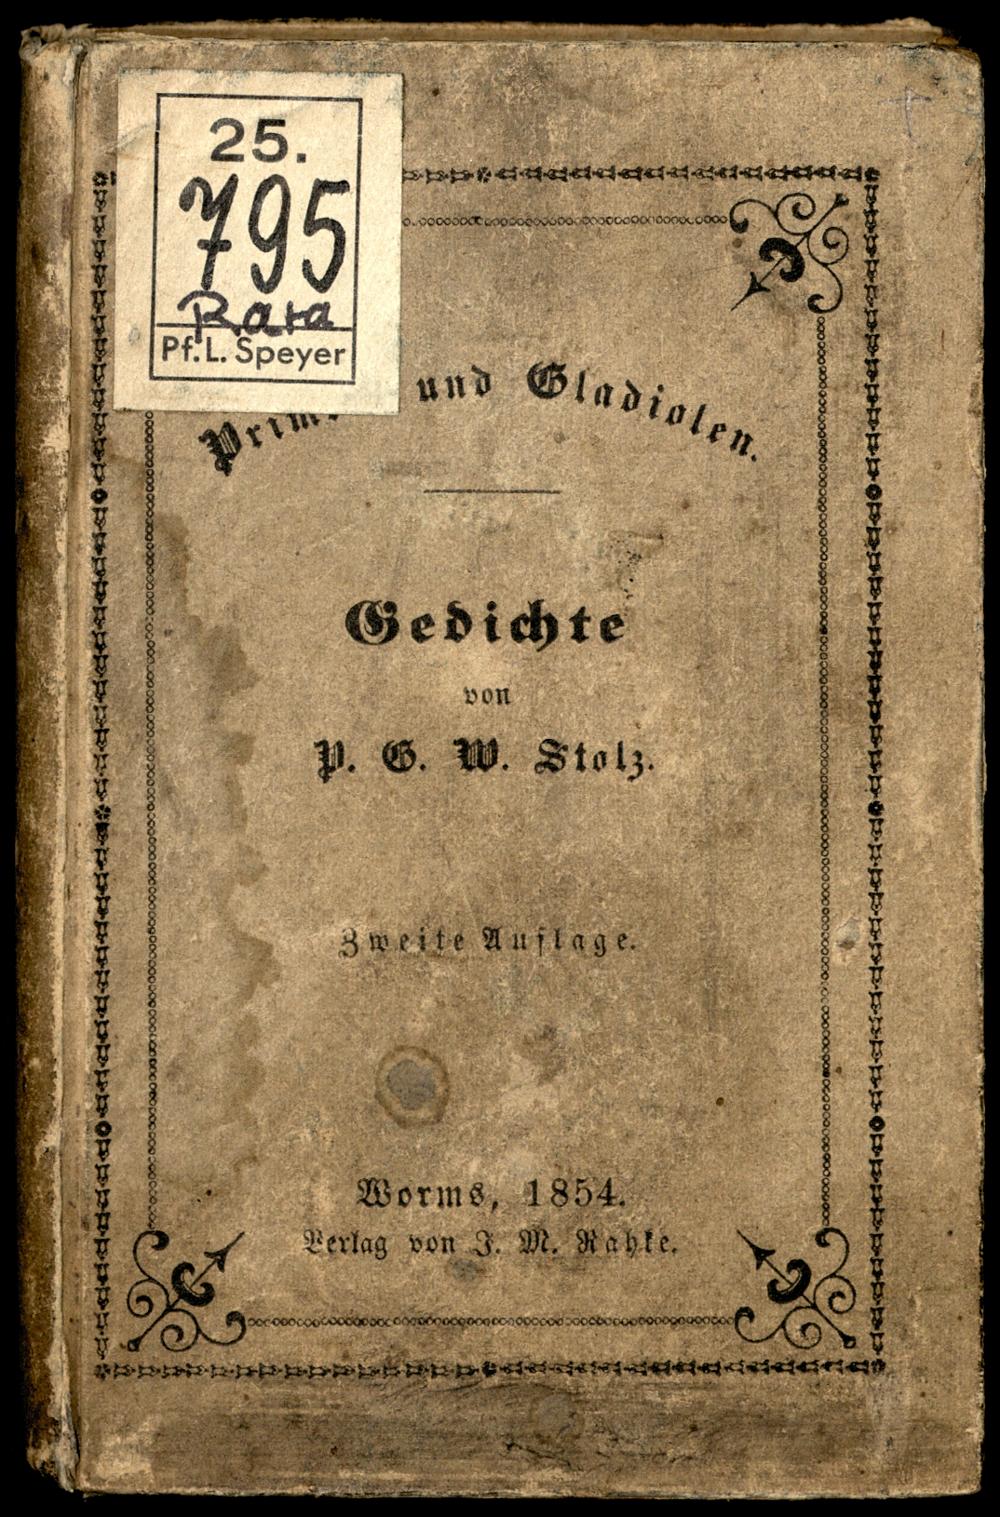 25.
795
Rara
Pf. L. Speyer
und Gladiolen.
Gedichte
von
P. G. W. Stolz.
Zweite Auflage.
Worms, 1854.
Verlag von J. M. Rahke.